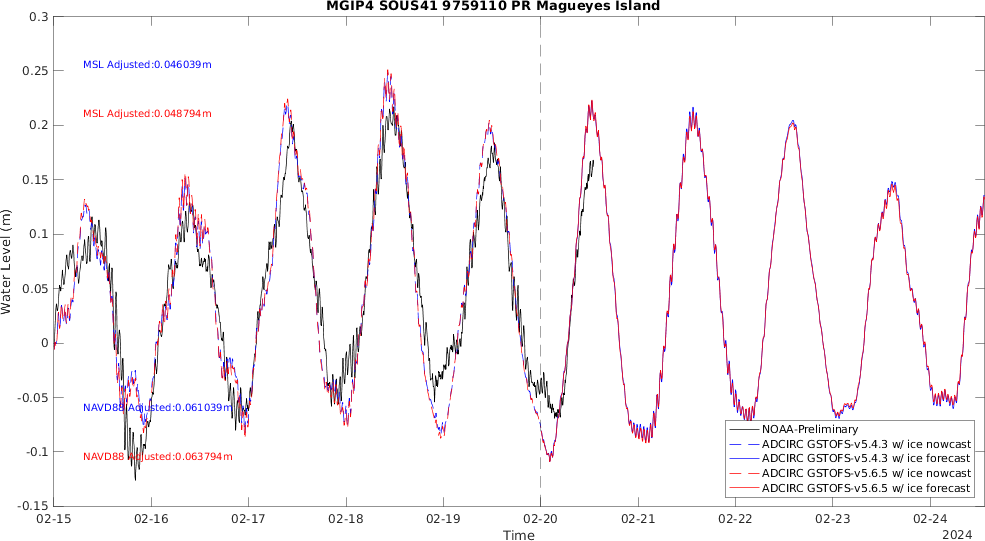 MGIP4 SOUS41 9759110 PR Magueyes Island
0.3
0.25
0.2
0.15
0.1
0.05
0
-0.05
-0.1
-0.15
Water Level (m)
MSL Adjusted:0.046039m
MSL Adjusted:0.048794m
NAVD88 Adjusted:0.061039m
NAVD88 Adjusted:0.063794m
NOAA-Preliminary
ADCIRC GSTOFS-v5.4.3 w/ ice nowcast
ADCIRC GSTOFS-v5.4.3 w/ ice forecast
ADCIRC GSTOFS-v5.6.5 w/ ice nowcast
ADCIRC GSTOFS-v5.6.5 w/ ice forecast
02-15 02-16 02-17 02-18 02-19 02-20 02-21 02-22 02-23 02-24
Time
2024